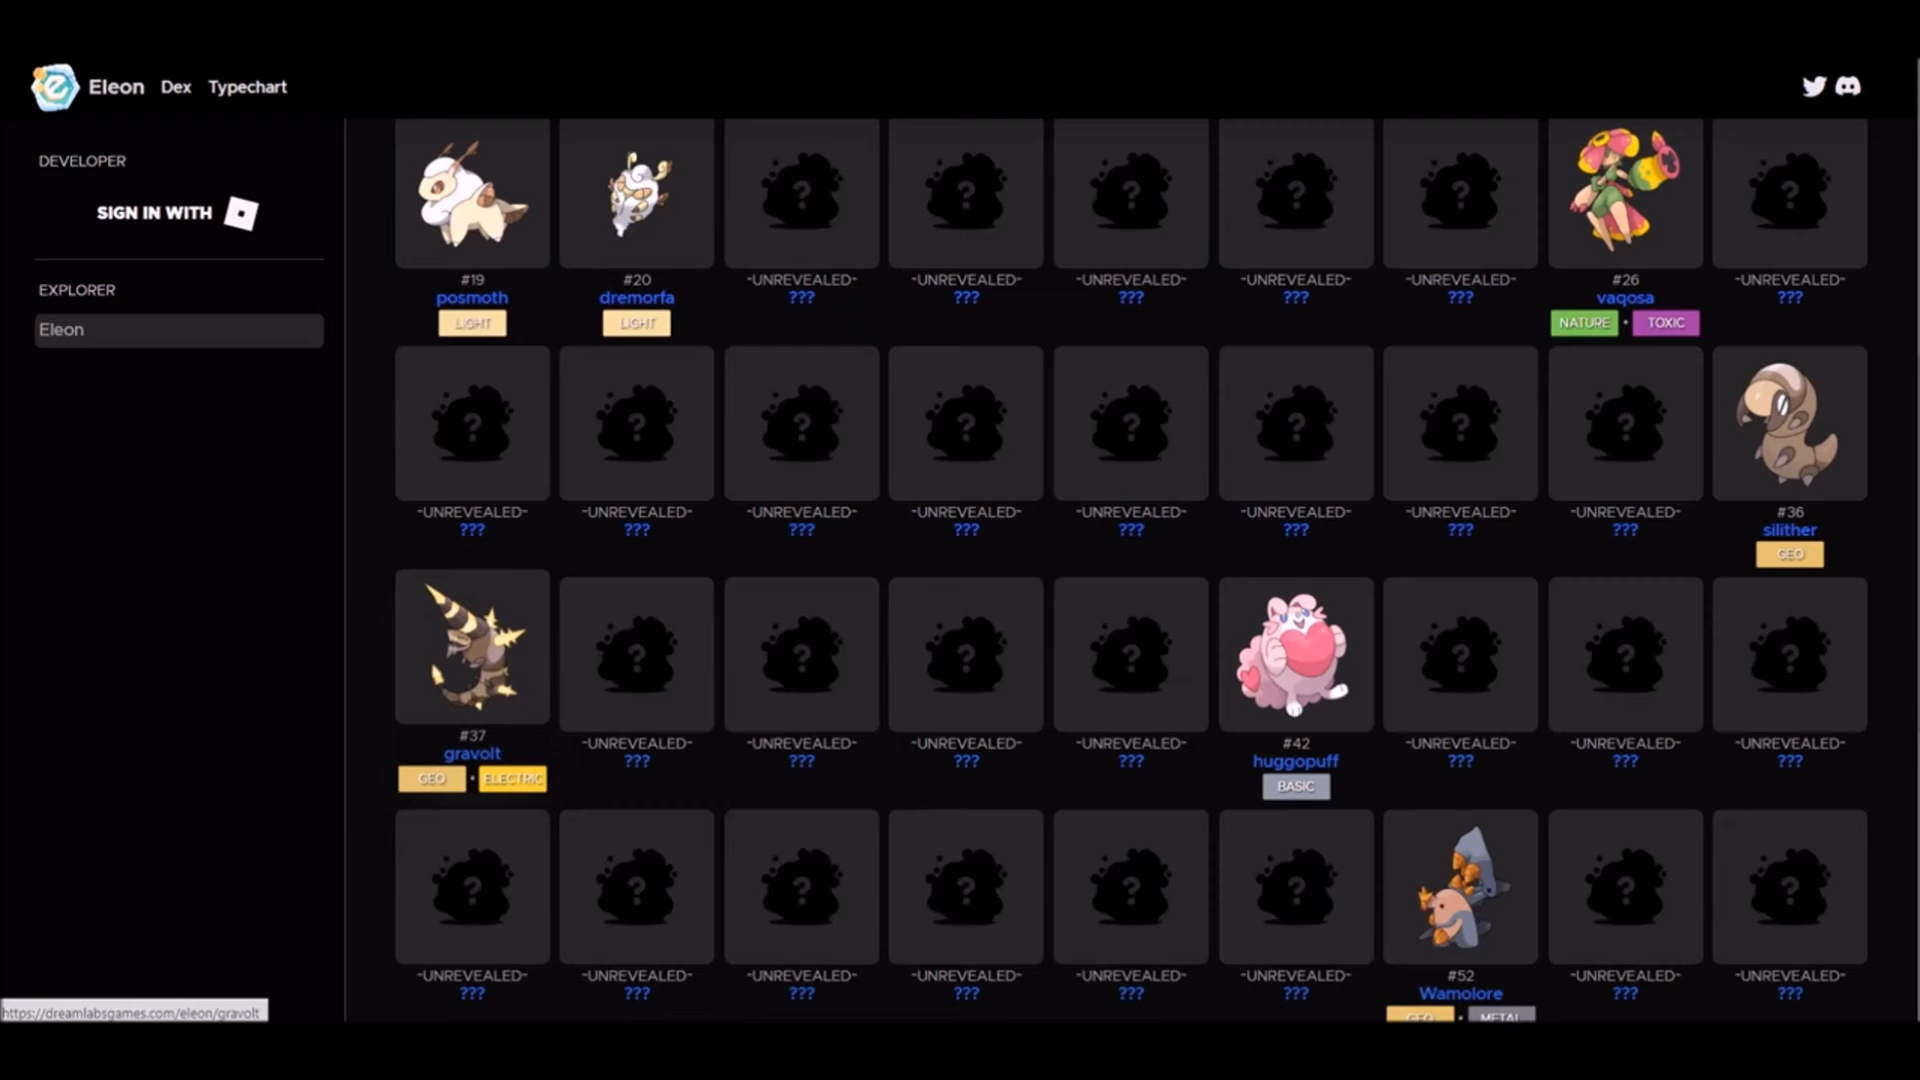 Eleon Dex Typechart
DEVELOPER
SIGN IN WITH
EXPLORER
Eleon
#19 #20 -UNREVEALED- -UNREVEALED- -UNREVEALED- -UNREVEALED- -UNREVEALED- #26 -UNREVEALED-
posmoth dremorfa ??? ??? ??? ??? ??? vaqosa ???
LIGHT LIGHT NATURE • TOXIC
-UNREVEALED- -UNREVEALED- -UNREVEALED- -UNREVEALED- -UNREVEALED- -UNREVEALED- -UNREVEALED- -UNREVEALED- #36
??? ??? ??? ??? ??? ??? ??? ??? silither
GEO
#37 -UNREVEALED- -UNREVEALED- -UNREVEALED- -UNREVEALED- #42 -UNREVEALED- -UNREVEALED- -UNREVEALED-
gravolt ??? ??? ??? ??? huggopuff ??? ??? ???
GEO • ELECTRIC BASIC
-UNREVEALED- -UNREVEALED- -UNREVEALED- -UNREVEALED- -UNREVEALED- -UNREVEALED- #52 -UNREVEALED- -UNREVEALED-
??? ??? ??? ??? ??? ??? Wamolore ??? ???
GEO • METAL
https://dreamlabsgames.com/eleon/gravolt